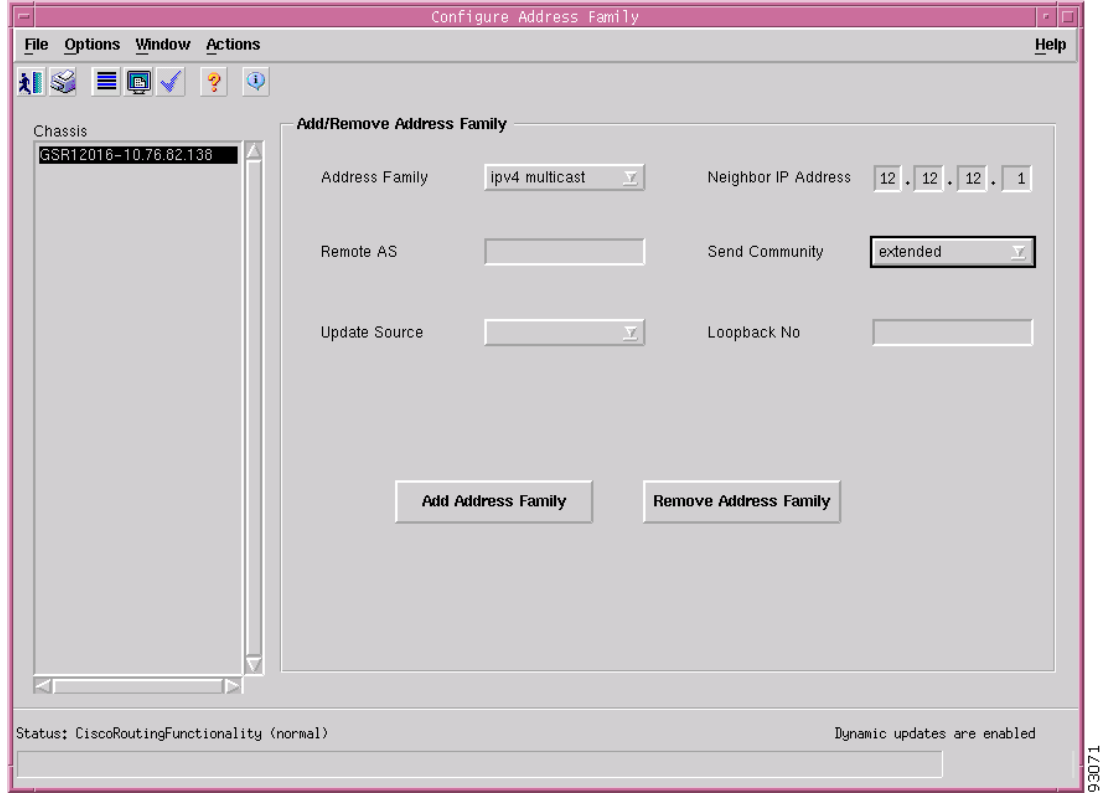 Configure Address Family
File Options Window Actions Help
Chassis
GSR12016-10.76.82.138
Add/Remove Address Family
Address Family ipv4 multicast Neighbor IP Address 12 . 12 . 12 . 1
Remote AS Send Community extended
Update Source Loopback No
Add Address Family Remove Address Family
Status: CiscoRoutingFunctionality (normal) Dynamic updates are enabled
93071